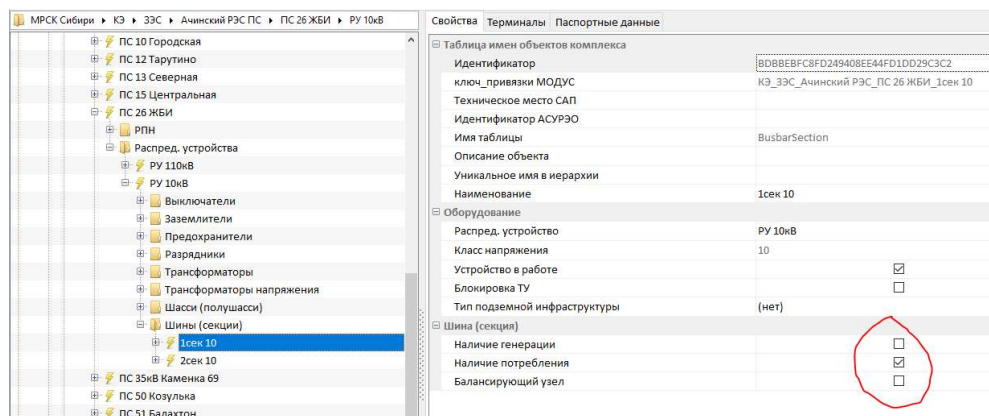 МРСК Сибири ▸ КЭ ▸ ЗЭС ▸ Ачинский РЭС ПС ▸ ПС 26 ЖБИ ▸ РУ 10кВ
ПС 10 Городская
ПС 12 Тарутино
ПС 13 Северная
ПС 15 Центральная
ПС 26 ЖБИ
РПН
Распред. устройства
РУ 110кВ
РУ 10кВ
Выключатели
Заземлители
Предохранители
Разрядники
Трансформаторы
Трансформаторы напряжения
Шасси (полушасси)
Шины (секции)
1сек 10
2сек 10
ПС 35кВ Каменка 69
ПС 50 Козулька
ПС 51 Балахтон
Свойства Терминалы Паспортные данные
Таблица имен объектов комплекса
Идентификатор BDBBEBFC8FD249408EE44FD1DD29C3C2
ключ_привязки МОДУС КЭ_ЗЭС_Ачинский РЭС_ПС 26 ЖБИ_1сек 10
Техническое место САП
Идентификатор АСУРЭО
Имя таблицы BusbarSection
Описание объекта
Уникальное имя в иерархии
Наименование 1сек 10
Оборудование
Распред. устройство РУ 10кВ
Класс напряжения 10
Устройство в работе
Блокировка ТУ
Тип подземной инфраструктуры (нет)
Шина (секция)
Наличие генерации
Наличие потребления
Балансирующий узел